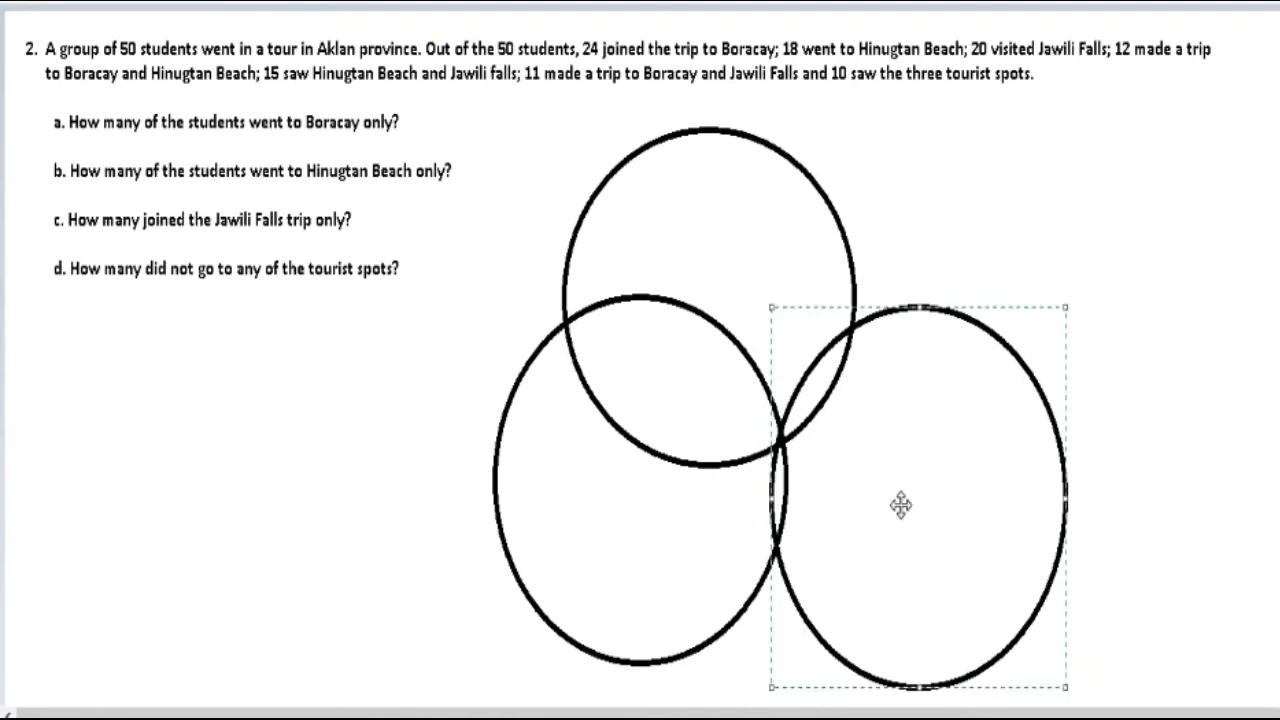 2. A group of 50 students went in a tour in Aklan province. Out of the 50 students, 24 joined the trip to Boracay; 18 went to Hinugtan Beach; 20 visited Jawili Falls; 12 made a trip
to Boracay and Hinugtan Beach; 15 saw Hinugtan Beach and Jawili falls; 11 made a trip to Boracay and Jawili Falls and 10 saw the three tourist spots.
a. How many of the students went to Boracay only?
b. How many of the students went to Hinugtan Beach only?
c. How many joined the Jawili Falls trip only?
d. How many did not go to any of the tourist spots?